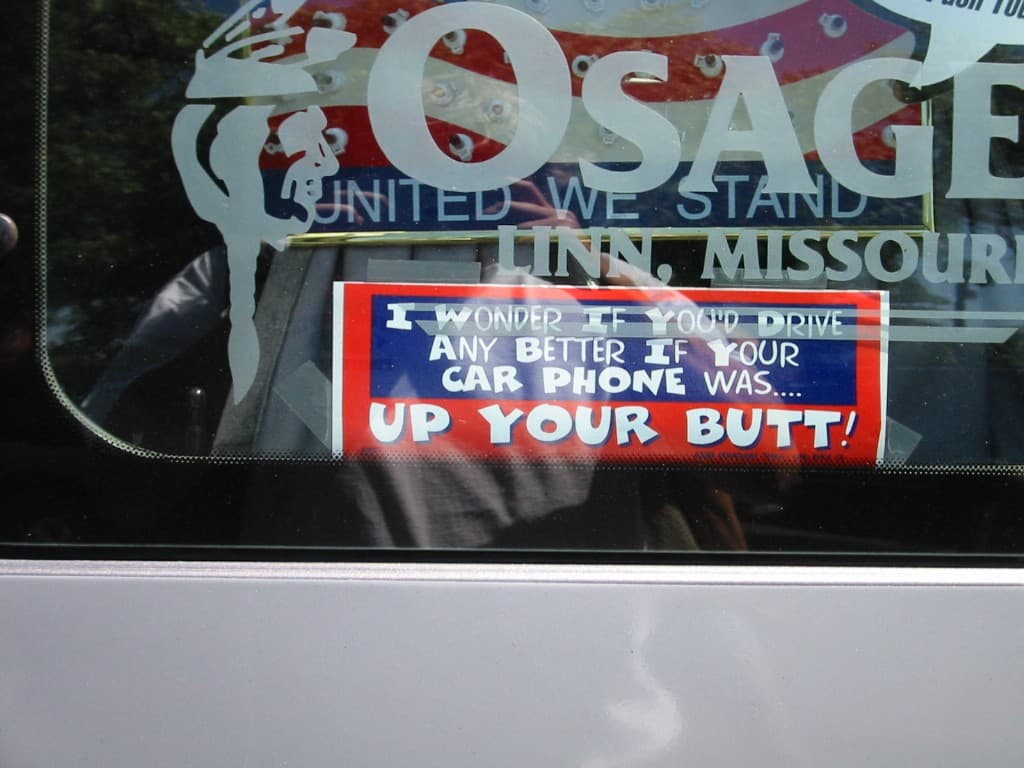 OSAGE
UNITED WE STAND
LINN, MISSOURI
I WONDER IF YOU'D DRIVE
ANY BETTER IF YOUR
CAR PHONE WAS....
UP YOUR BUTT!